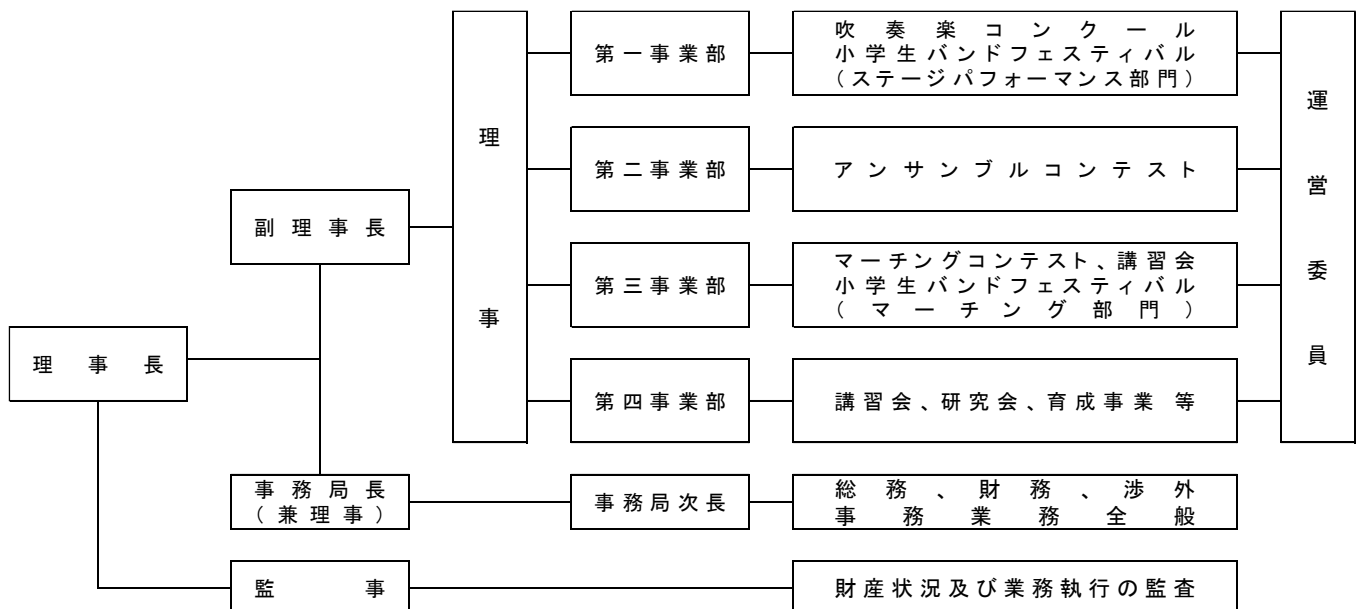 理事長
副理事長
理事
第一事業部
吹奏楽コンクール
小学生バンドフェスティバル
(ステージパフォーマンス部門)
第二事業部
アンサンブルコンテスト
第三事業部
マーチングコンテスト、講習会
小学生バンドフェスティバル
(マーチング部門)
第四事業部
講習会、研究会、育成事業 等
運営委員
事務局長
(兼理事)
事務局次長
総務、財務、渉外
事務業務全般
監事
財産状況及び業務執行の監査